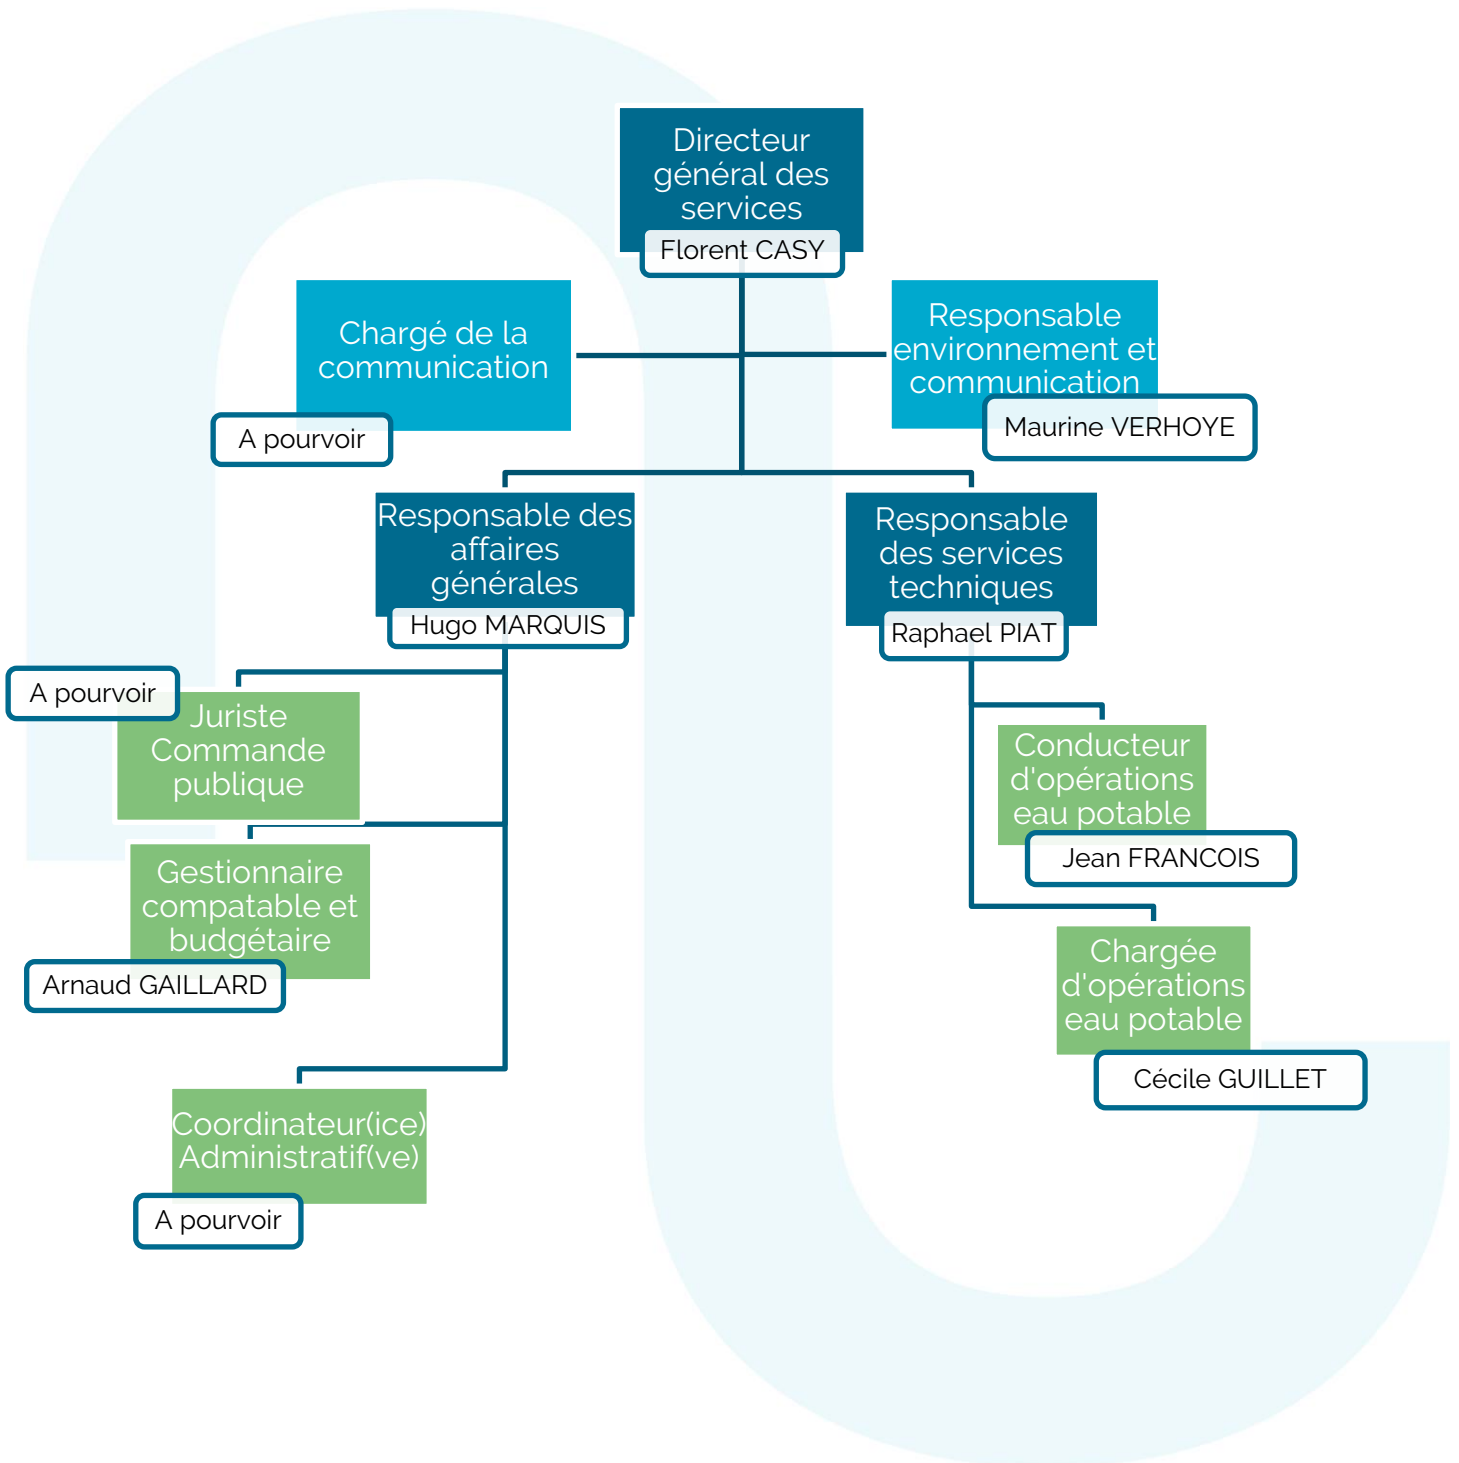 Directeur
général des
services
Florent CASY
Chargé de la
communication
A pourvoir
Responsable
environnement et
communication
Maurine VERHOYE
Responsable des
affaires
générales
Hugo MARQUIS
Responsable
des services
techniques
Raphael PIAT
A pourvoir
Juriste
Commande
publique
Gestionnaire
compatable et
budgétaire
Arnaud GAILLARD
Coordinateur(ice)
Administratif(ve)
A pourvoir
Conducteur
d'opérations
eau potable
Jean FRANCOIS
Chargée
d'opérations
eau potable
Cécile GUILLET